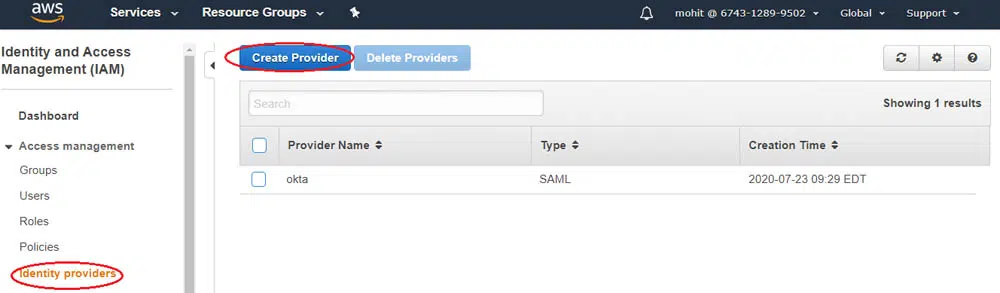 aws
Services
Resource Groups
mohit @ 6743-1289-9502
Global
Support
Identity and Access
Management (IAM)
Dashboard
Access management
Groups
Users
Roles
Policies
Identity providers
Create Provider
Delete Providers
Search
Showing 1 results
Provider Name
Type
Creation Time
okta
SAML
2020-07-23 09:29 EDT